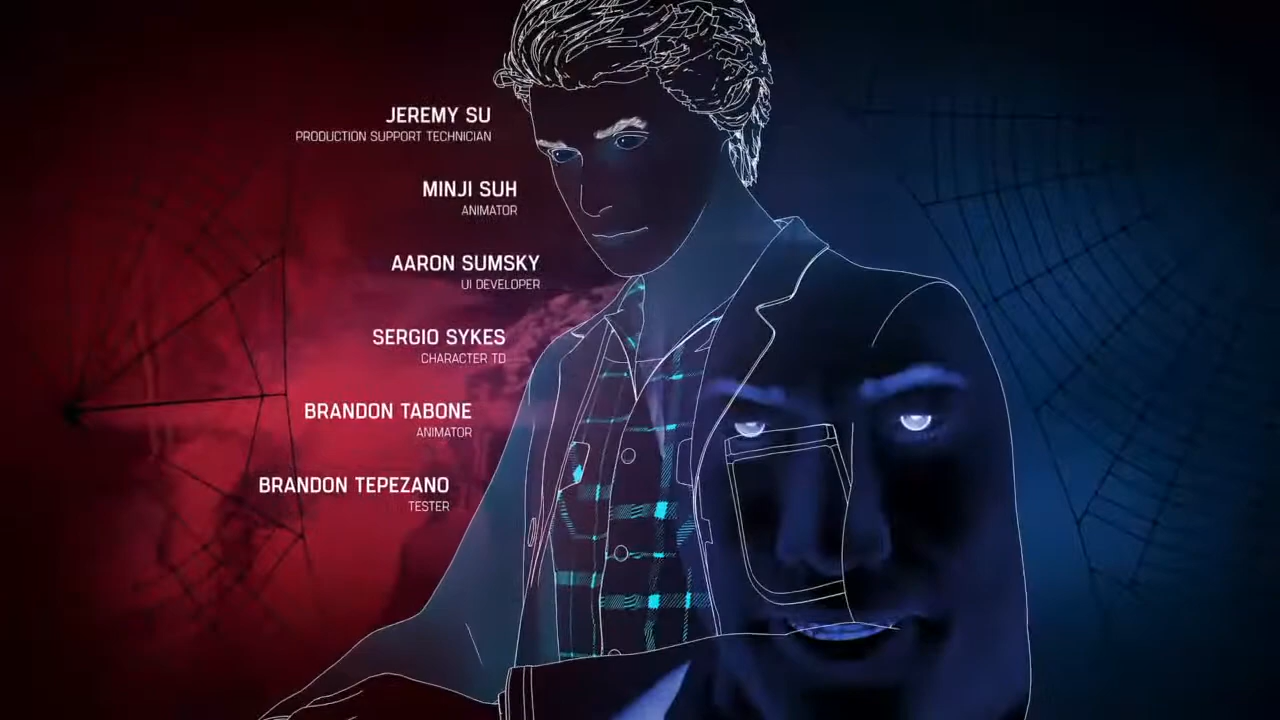 JEREMY SU
PRODUCTION SUPPORT TECHNICIAN
MINJI SUH
ANIMATOR
AARON SUMSKY
UI DEVELOPER
SERGIO SYKES
CHARACTER TD
BRANDON TABONE
ANIMATOR
BRANDON TEPEZANO
TESTER